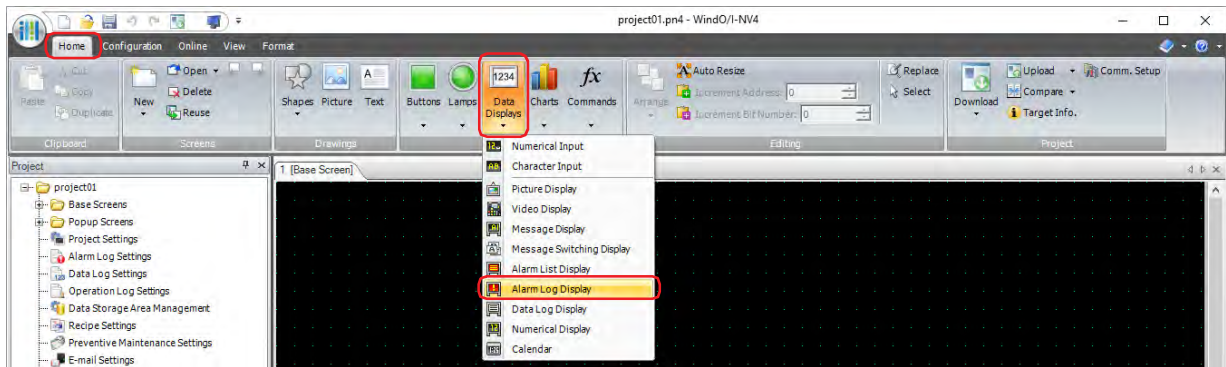 project01.pn4 - WindO/I-NV4
Home Configuration Online View Format
Paste
Cut
Copy
Duplicate
New
Open
Delete
Reuse
Shapes Picture Text
Buttons Lamps Data Displays Charts Commands
Arrange
Auto Resize
Increment Address: 0
Increment Bit Number: 0
Replace
Select
Download
Upload
Compare
Target Info.
Comm. Setup
Clipboard Screens Drawings Editing Project
Project
1 [Base Screen]
project01
Base Screens
Popup Screens
Project Settings
Alarm Log Settings
Data Log Settings
Operation Log Settings
Data Storage Area Management
Recipe Settings
Preventive Maintenance Settings
E-mail Settings
1234
fx
A
Numerical Input
Character Input
Picture Display
Video Display
Message Display
Message Switching Display
Alarm List Display
Alarm Log Display
Data Log Display
Numerical Display
Calendar